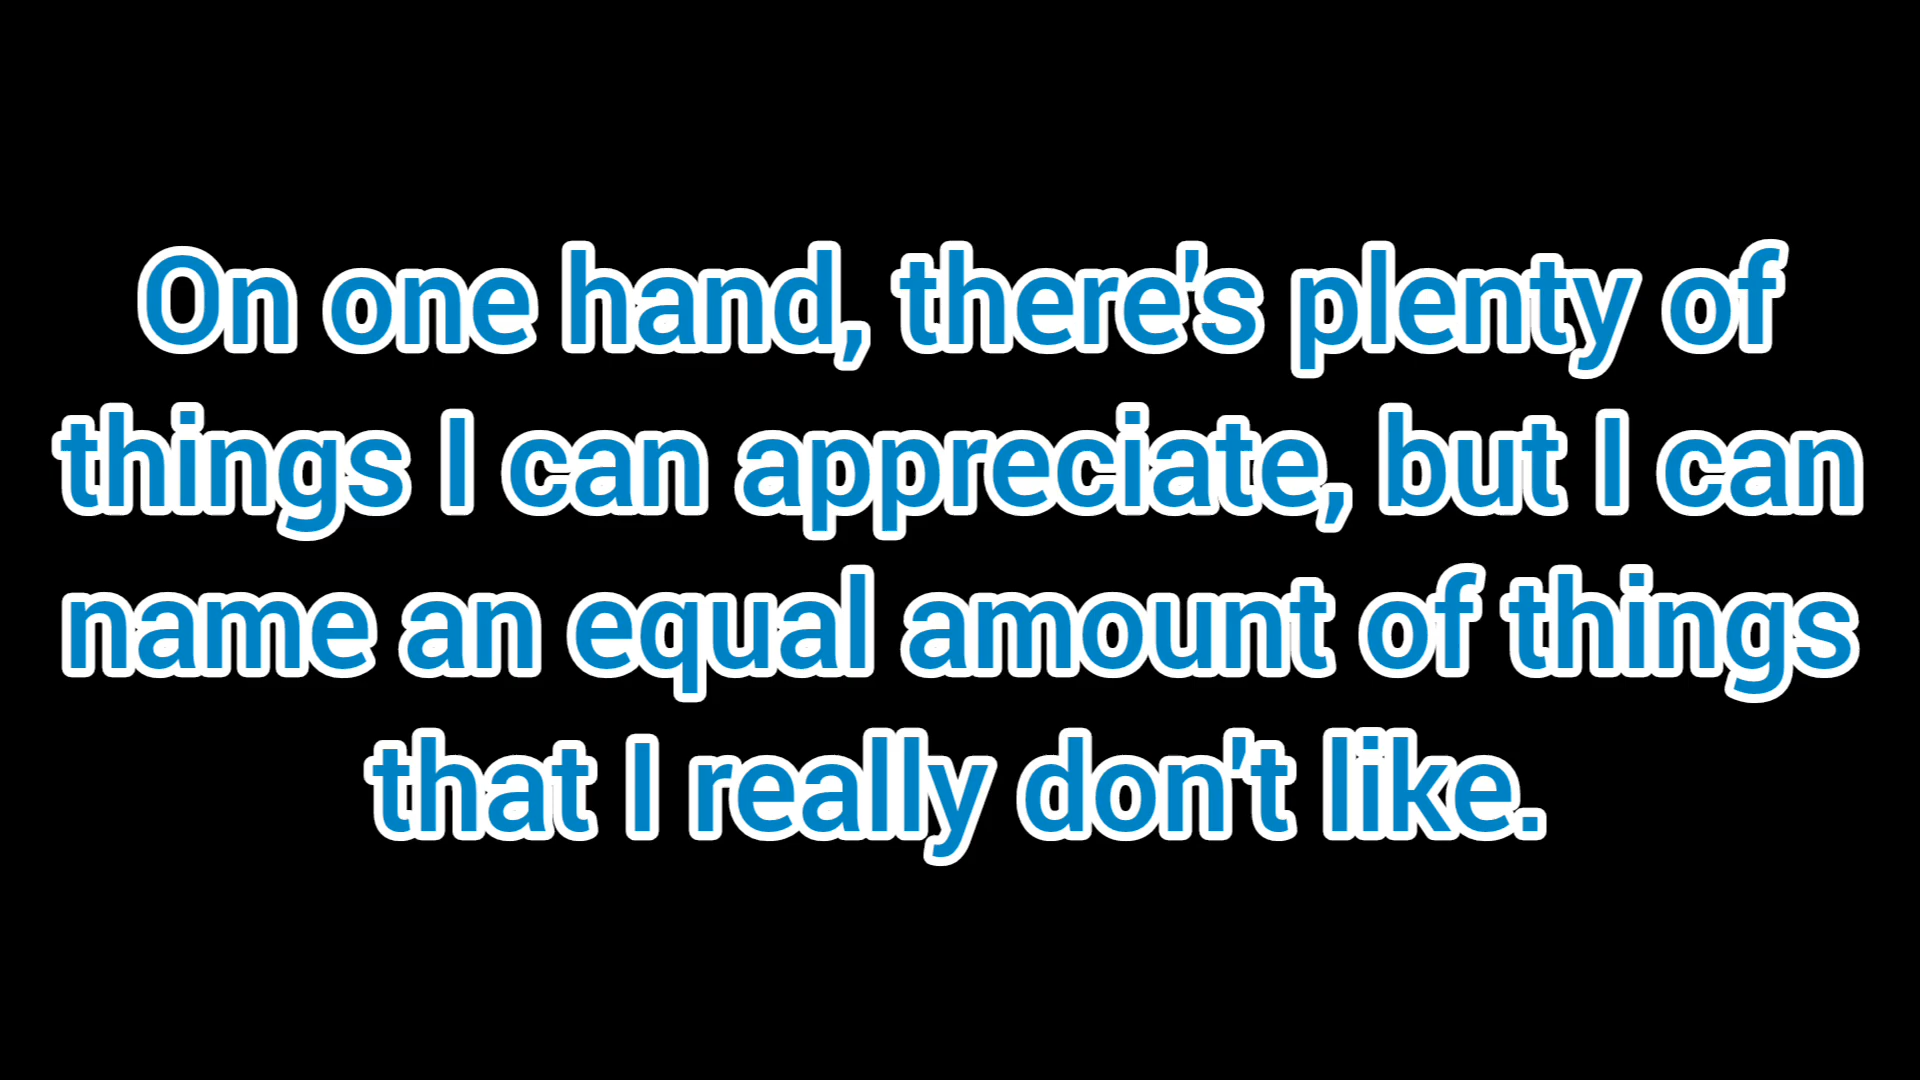 On one hand, there's plenty of
things I can appreciate, but I can
name an equal amount of things
that I really don't like.